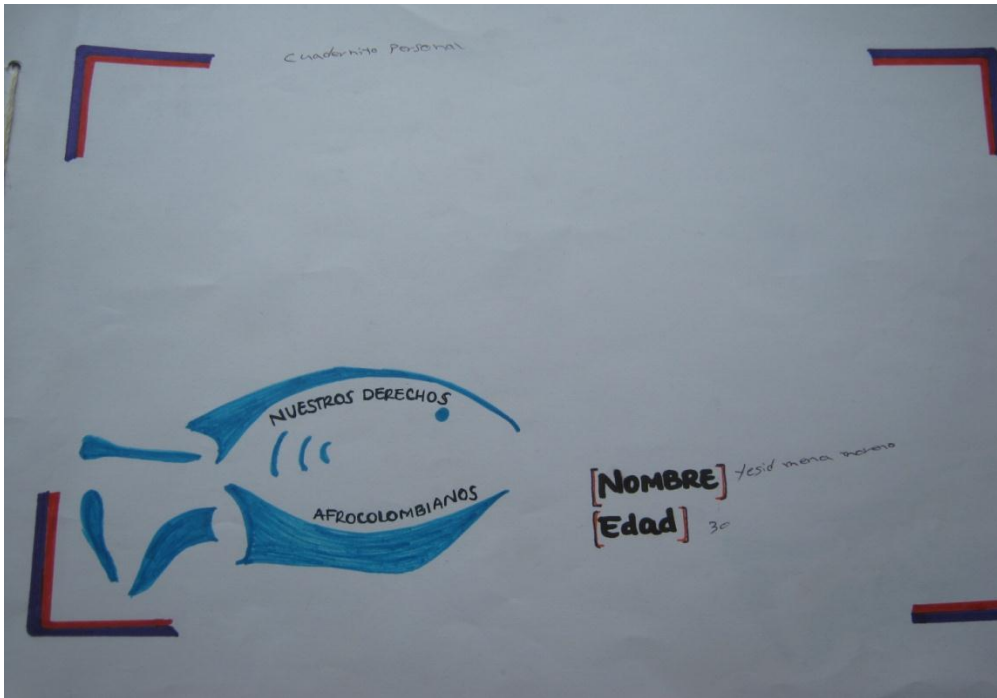 Cuadernito Personal
NUESTROS DERECHOS
AFROCOLOMBIANOS
[NOMBRE] Yesid mena moreno
[Edad] 30